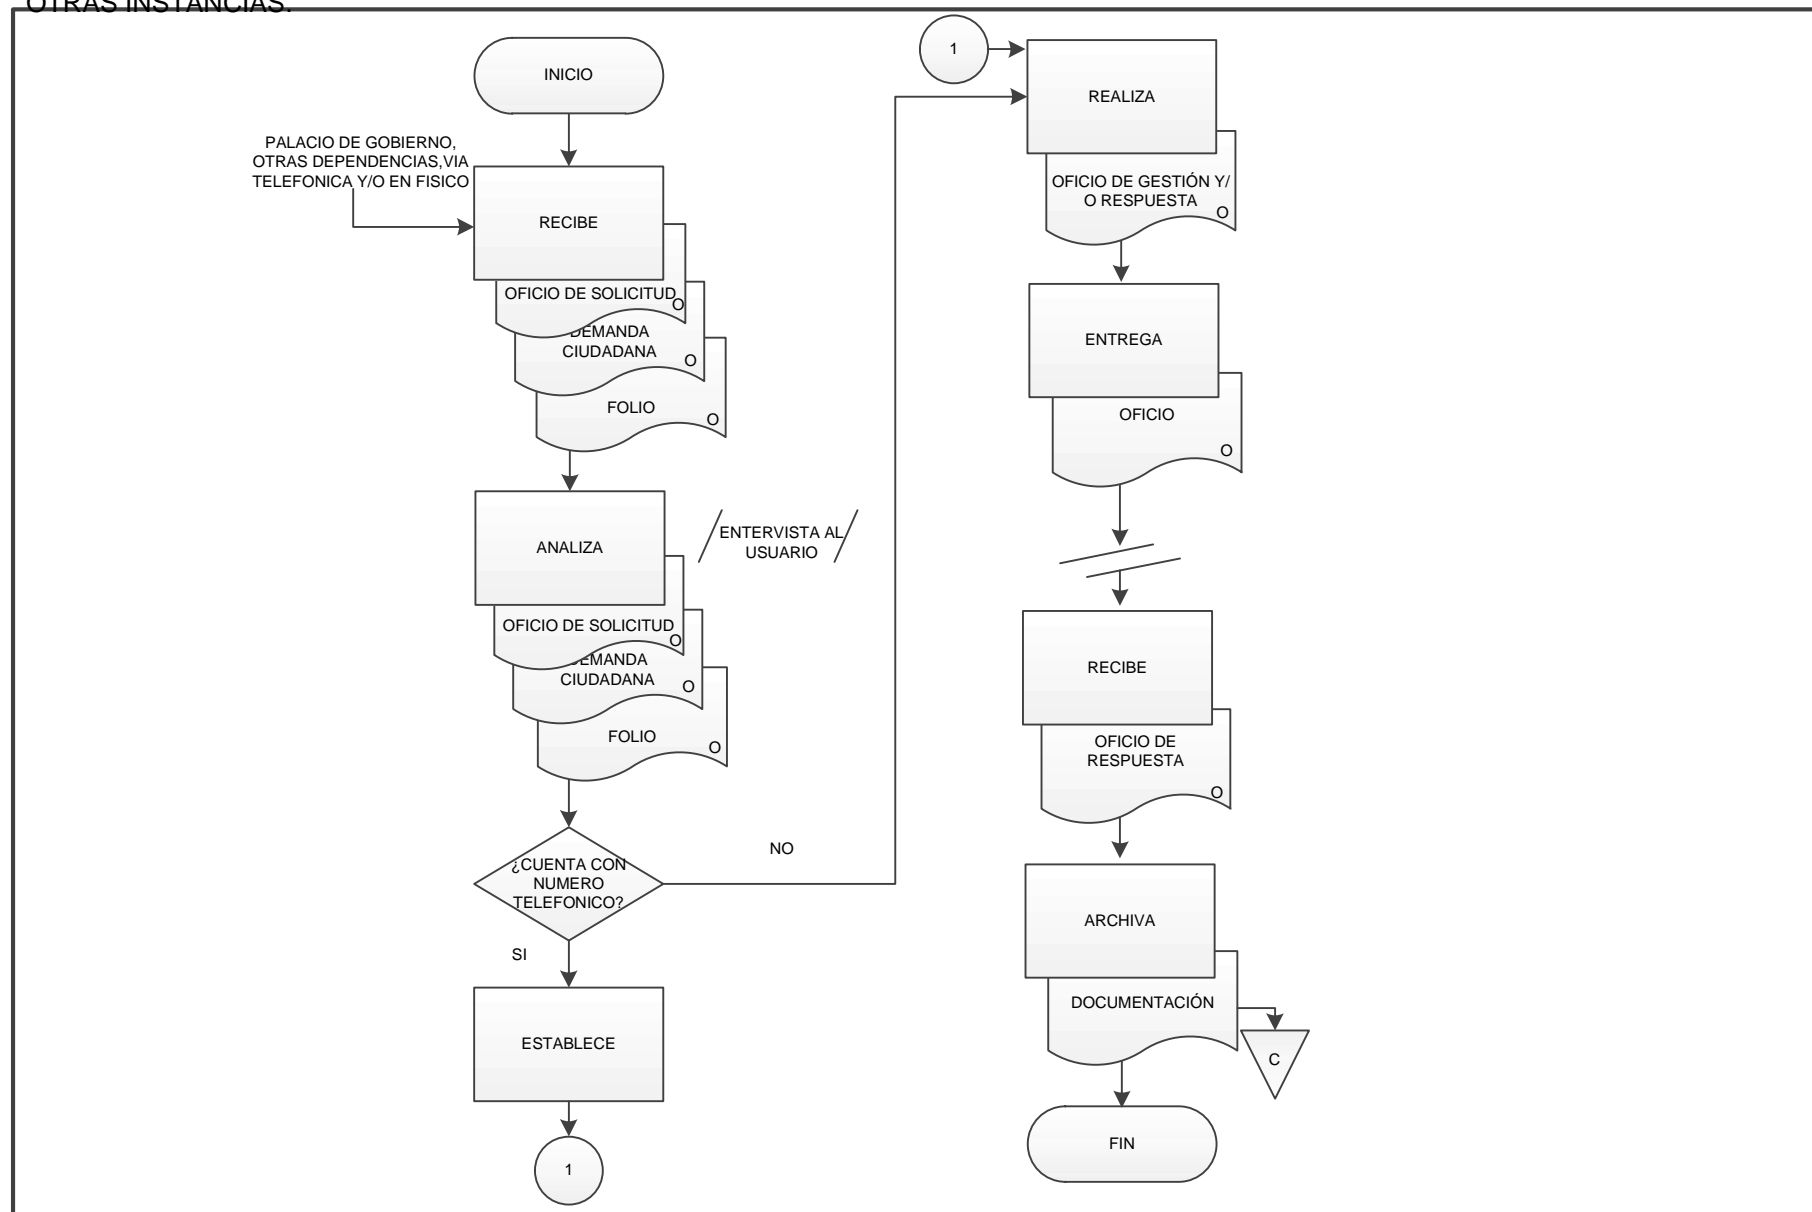 OTRAS INSTANCIAS.
INICIO
PALACIO DE GOBIERNO,
OTRAS DEPENDENCIAS,VIA
TELEFONICA Y/O EN FISICO
RECIBE
OFICIO DE SOLICITUD
O
DEMANDA
CIUDADANA
O
FOLIO
O
ANALIZA
ENTERVISTA AL
USUARIO
OFICIO DE SOLICITUD
O
DEMANDA
CIUDADANA
O
FOLIO
O
¿CUENTA CON
NUMERO
TELEFONICO?
NO
SI
ESTABLECE
1
1
REALIZA
OFICIO DE GESTIÓN Y/
O RESPUESTA
O
ENTREGA
OFICIO
O
RECIBE
OFICIO DE
RESPUESTA
O
ARCHIVA
DOCUMENTACIÓN
C
FIN